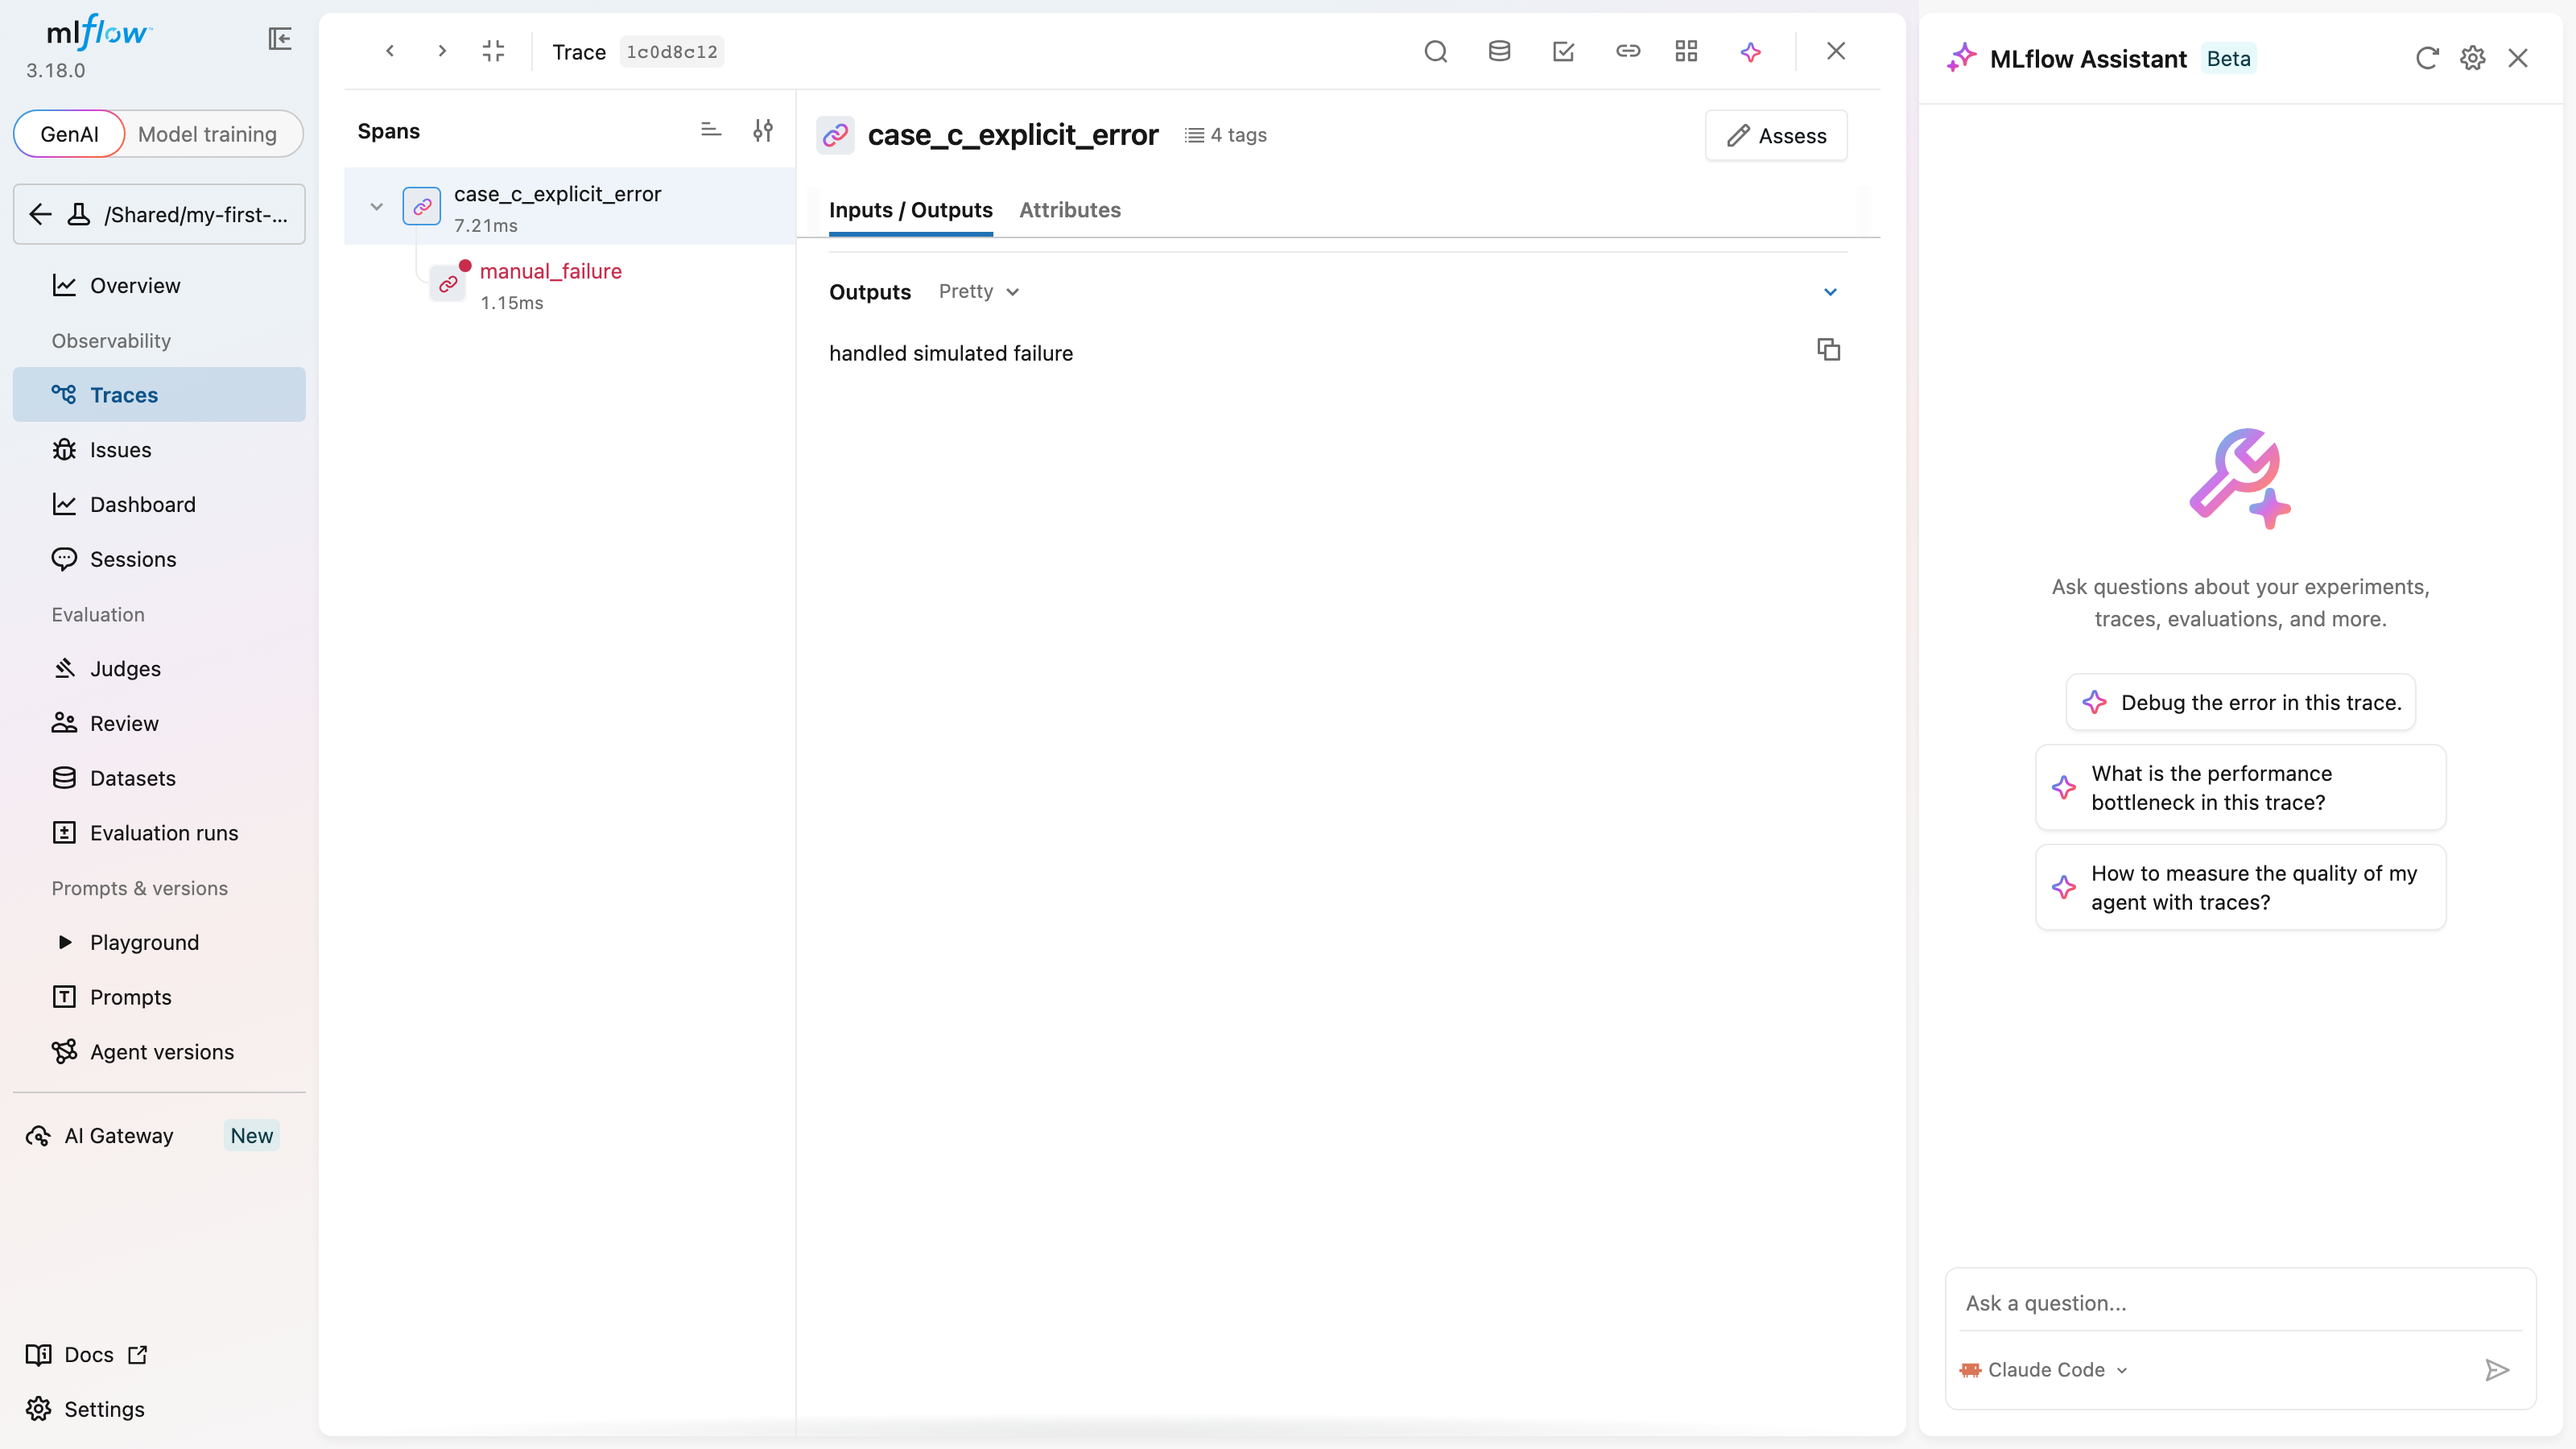 mlflow
3.18.0
GenAI
Model training
/Shared/my-first-...
Overview
Observability
Traces
Issues
Dashboard
Sessions
Evaluation
Judges
Review
Datasets
Evaluation runs
Prompts & versions
Playground
Prompts
Agent versions
AI Gateway
New
Docs
Settings
Trace
1c0d8c12
Spans
case_c_explicit_error
7.21ms
manual_failure
1.15ms
case_c_explicit_error
4 tags
Assess
Inputs / Outputs
Attributes
Outputs
Pretty
handled simulated failure
MLflow Assistant
Beta
Ask questions about your experiments,
traces, evaluations, and more.
Debug the error in this trace.
What is the performance
bottleneck in this trace?
How to measure the quality of my
agent with traces?
Ask a question...
Claude Code